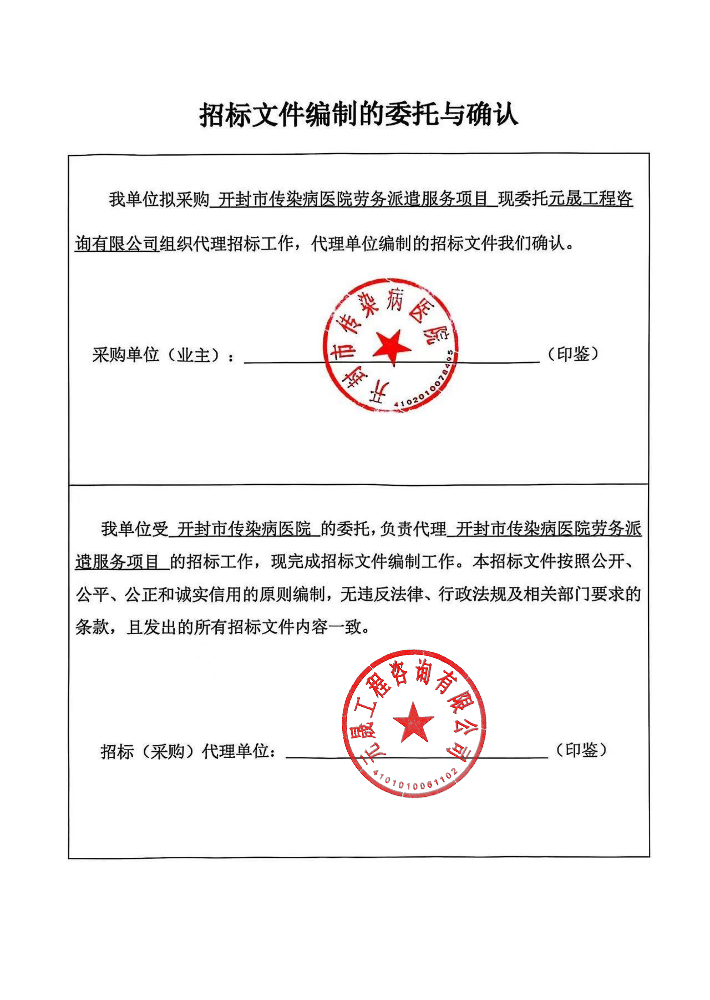 招标文件编制的委托与确认
我单位拟采购 开封市传染病医院劳务派遣服务项目 现委托元晟工程咨
询有限公司组织代理招标工作，代理单位编制的招标文件我们确认。
开封市传染病医院
4102010078405
采购单位（业主）：（印鉴）
我单位受 开封市传染病医院 的委托，负责代理 开封市传染病医院劳务派
遣服务项目 的招标工作，现完成招标文件编制工作。本招标文件按照公开、
公平、公正和诚实信用的原则编制，无违反法律、行政法规及相关部门要求的
条款，且发出的所有招标文件内容一致。
元晟工程咨询有限公司
4101010061102
招标（采购）代理单位：（印鉴）